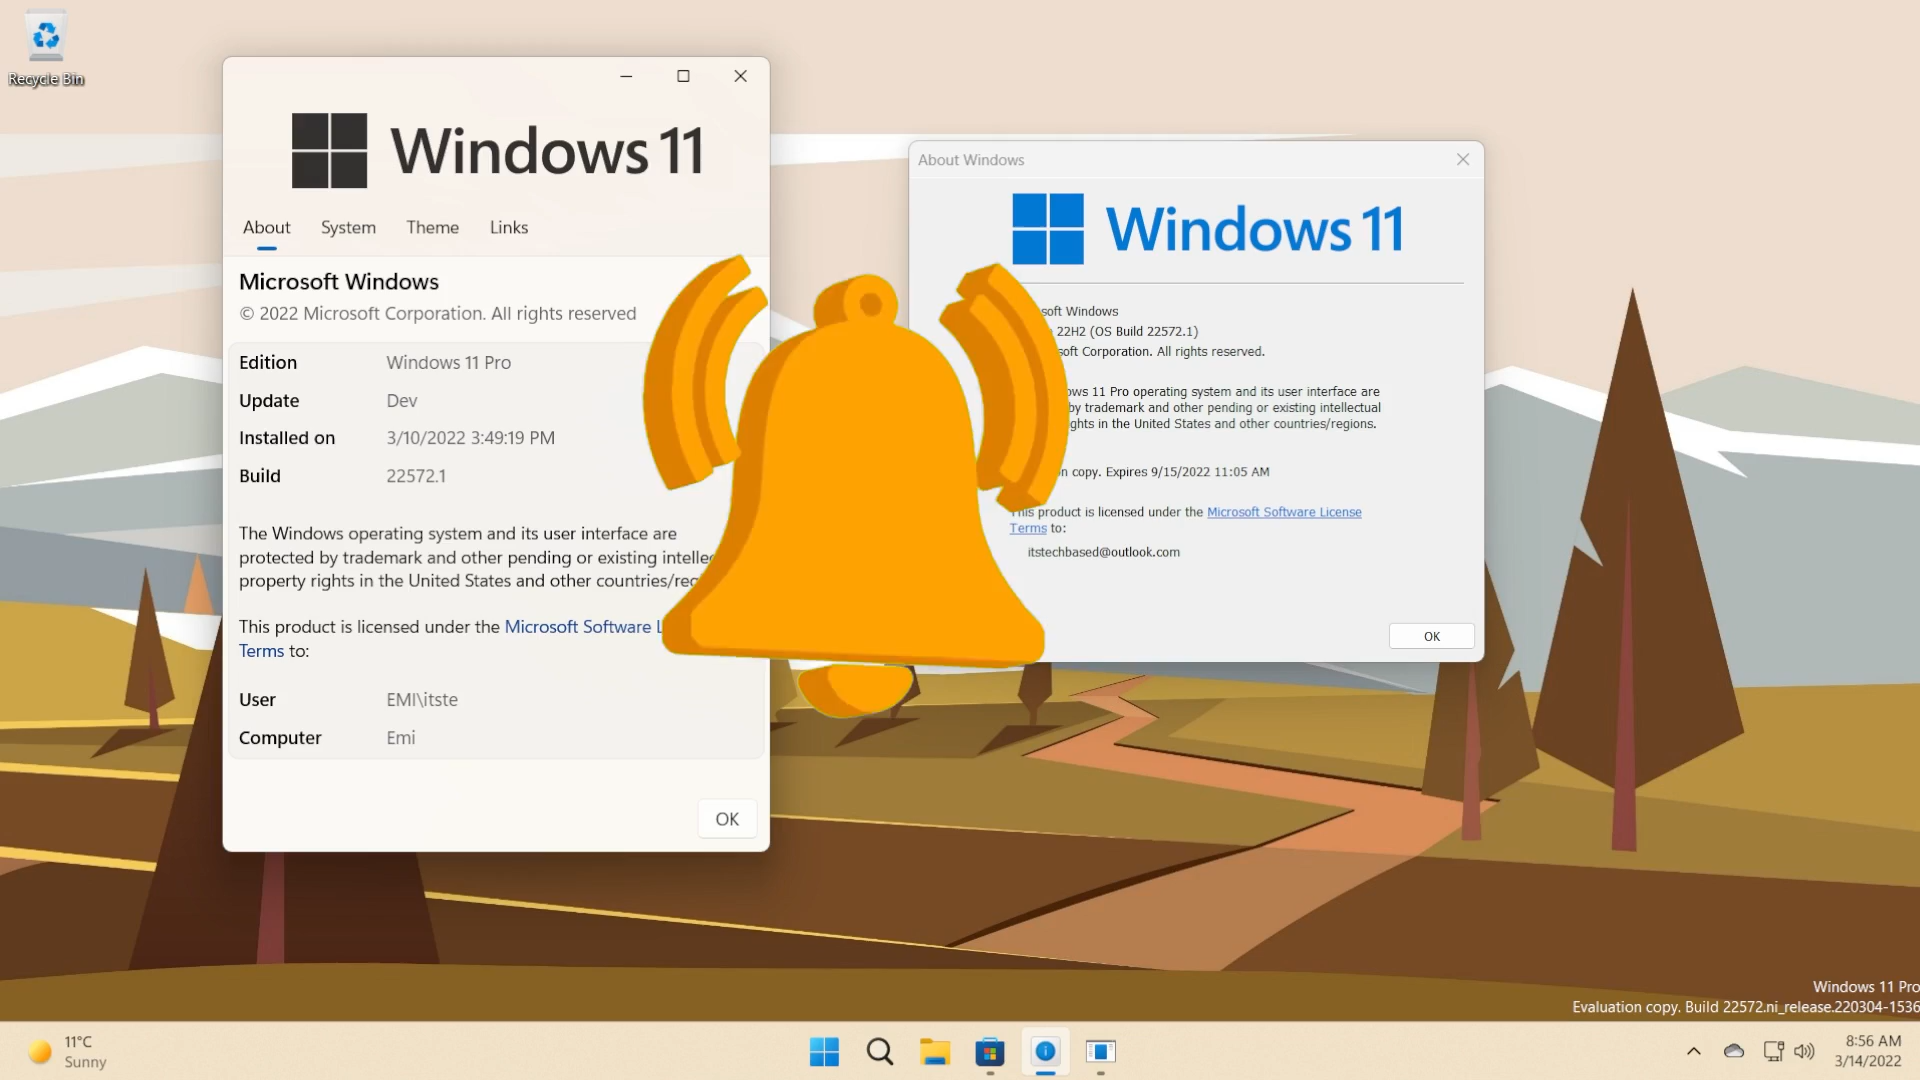 Recycle Bin
Windows 11
About System Theme Links
Microsoft Windows
© 2022 Microsoft Corporation. All rights reserved
Edition Windows 11 Pro
Update Dev
Installed on 3/10/2022 3:49:19 PM
Build 22572.1
The Windows operating system and its user interface are
protected by trademark and other pending or existing
property rights in the United States and other
This product is licensed under the Microsoft Software
Terms to:
User EMI\itste
Computer Emi
OK
About Windows
Windows 11
Windows
22H2 (OS Build 22572.1)
Corporation. All rights reserved.
11 Pro operating system and its user interface are
by trademark and other pending or existing intellectual
in the United States and other countries/regions.
copy. Expires 9/15/2022 11:05 AM
This product is licensed under the Microsoft Software License
Terms to:
itstechbased@outlook.com
OK
Windows 11 Pro
Evaluation copy. Build 22572.ni_release.220304-1536
11°C
Sunny
8:56 AM
3/14/2022